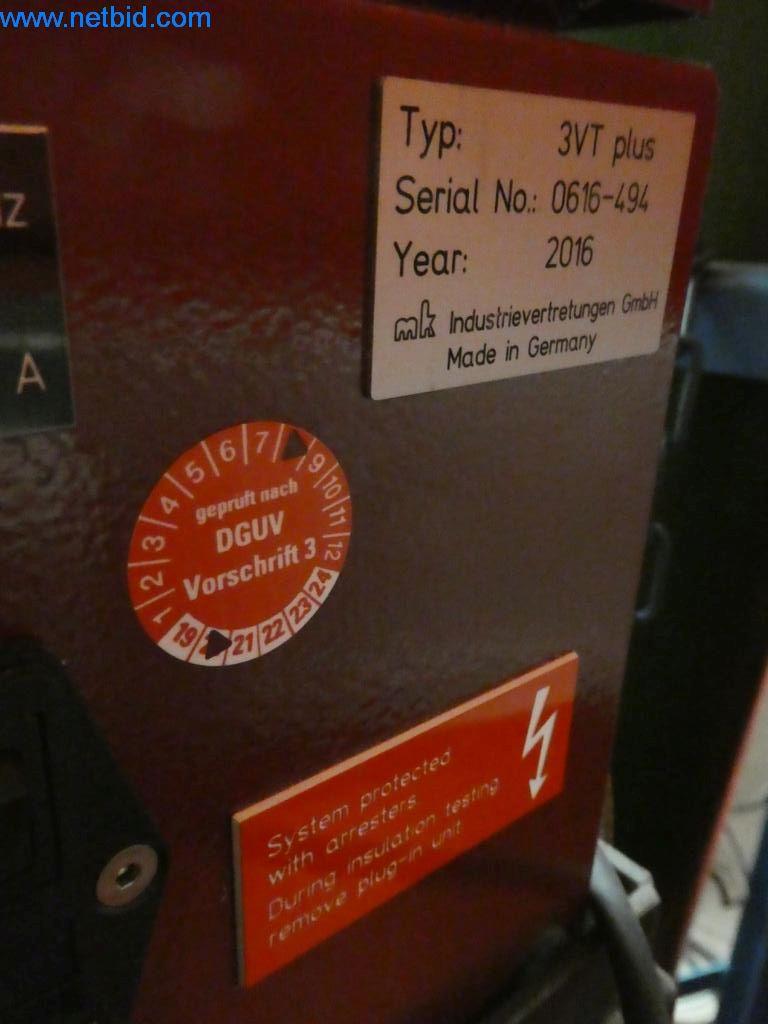 www.netbid.com
Typ: 3VT plus
Serial No.: 0616-494
Year: 2016
mk Industrievertretungen GmbH
Made in Germany
NZ
A
1 2 3 4 5 6 7 9 10 11 12
geprüft nach
DGUV
Vorschrift 3
19 21 22 23 24
System protected
with arresters.
During insulation testing
remove plug-in unit